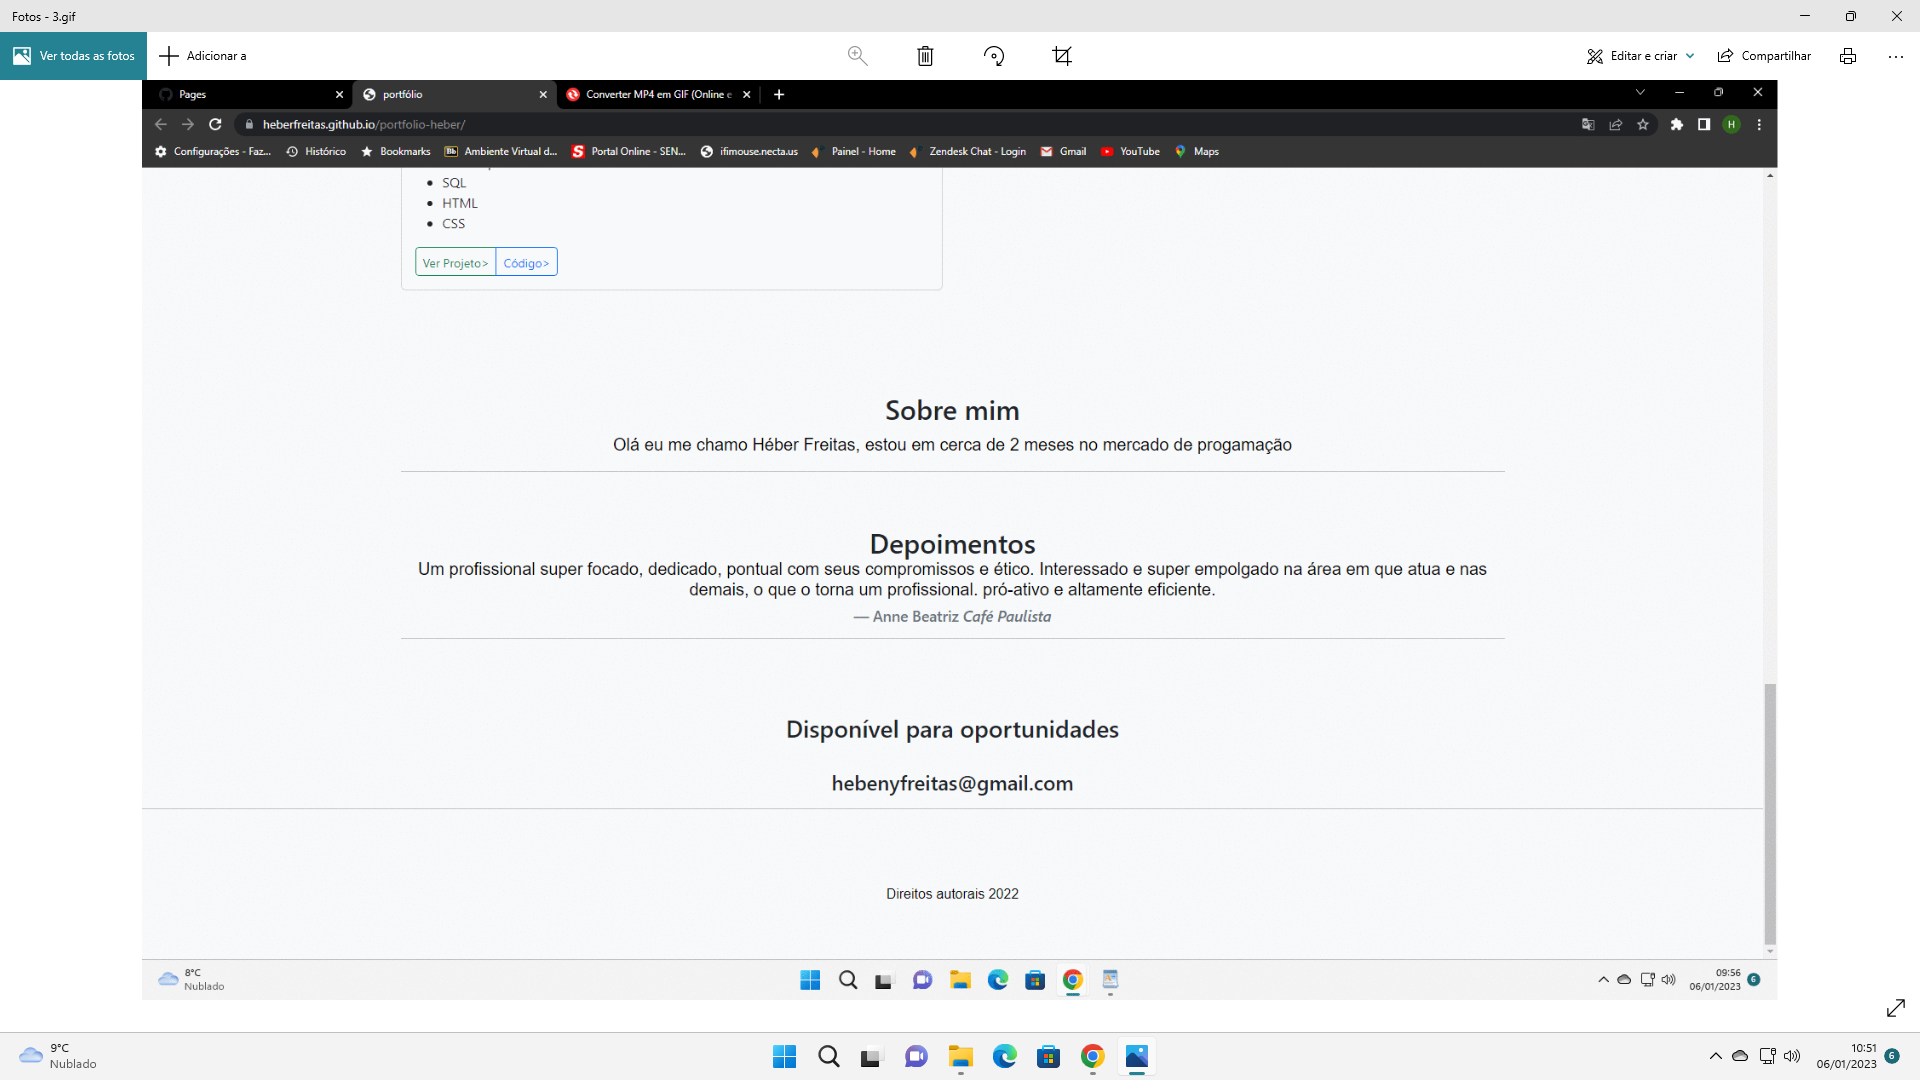 Fotos - 3.gif
Ver todas as fotos
Adicionar a
Editar e criar
Compartilhar
Pages
portfólio
Converter MP4 em GIF (Online e
heberfreitas.github.io/portfolio-heber/
H
Configurações - Faz...
Histórico
Bookmarks
Bb
Ambiente Virtual d...
S
Portal Online - SEN...
ifimouse.necta.us
Painel - Home
Zendesk Chat - Login
Gmail
YouTube
Maps
SQL
HTML
CSS
Ver Projeto>
Código>
Sobre mim
Olá eu me chamo Héber Freitas, estou em cerca de 2 meses no mercado de progamação
Depoimentos
Um profissional super focado, dedicado, pontual com seus compromissos e ético. Interessado e super empolgado na área em que atua e nas
demais, o que o torna um profissional. pró-ativo e altamente eficiente.
— Anne Beatriz Café Paulista
Disponível para oportunidades
hebenyfreitas@gmail.com
Direitos autorais 2022
8°C
Nublado
09:56
06/01/2023
6
9°C
Nublado
10:51
06/01/2023
6